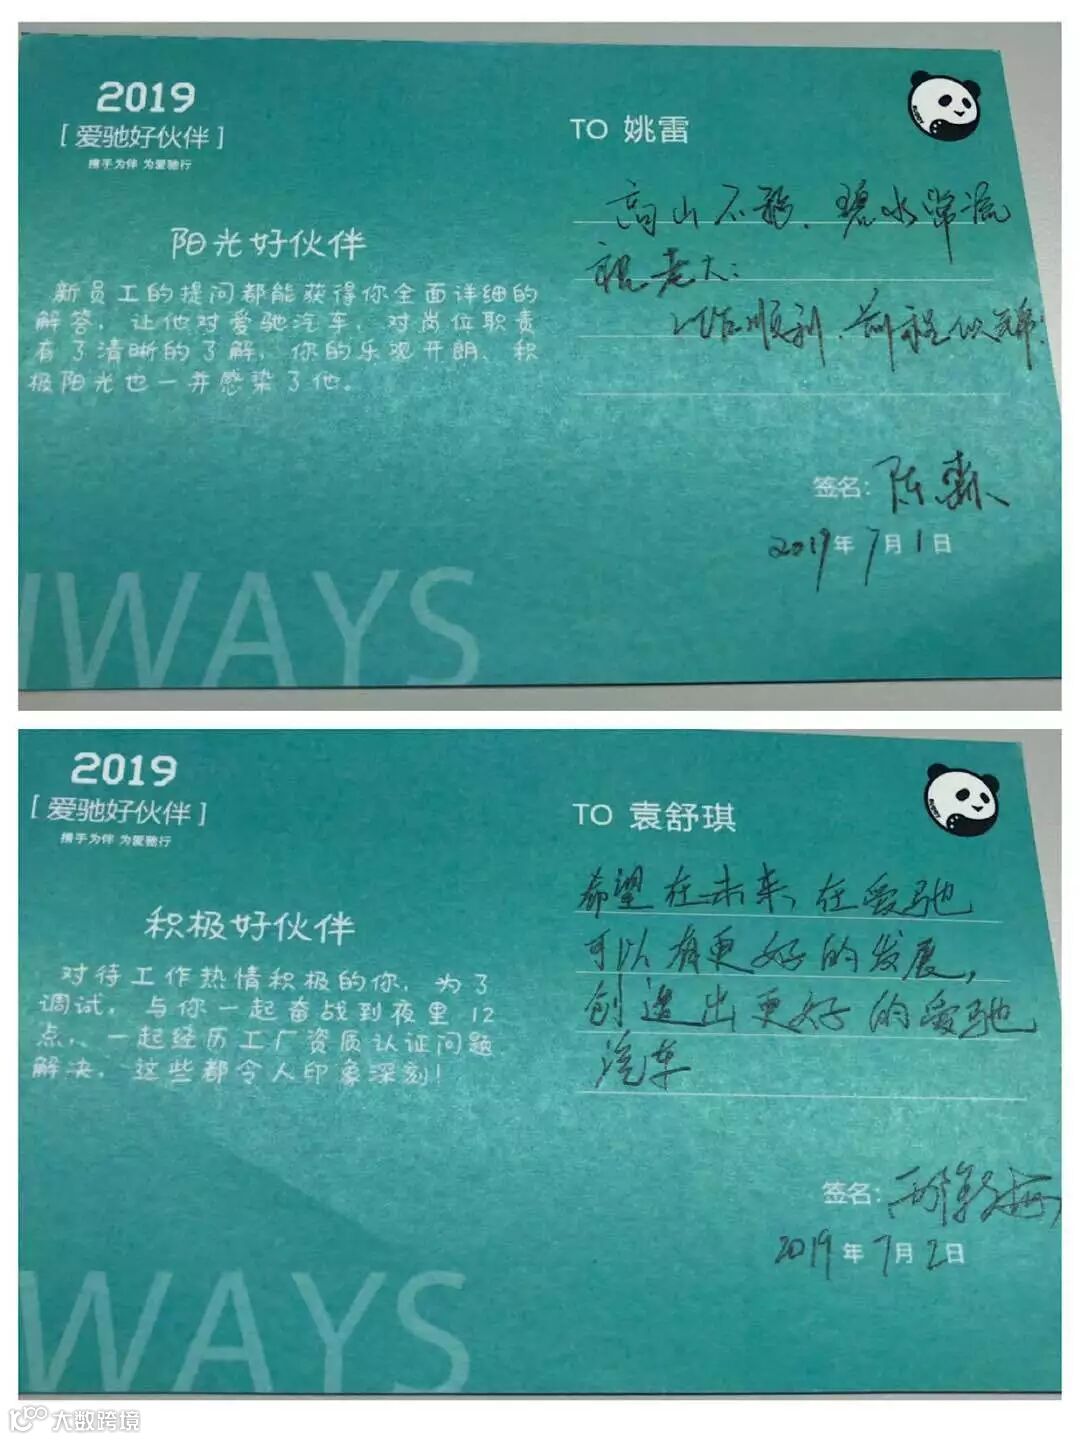 2019
[爱驰好伙伴]
携手为伴 为爱驰行
阳光好伙伴
新员工的提问都能获得你全面详细的
解答，让他对爱驰汽车、对岗位职责
有了清晰的了解，你的乐观开朗、积
极阳光也一并感染了他。
TO 姚雷
高山不移，碧水常流
祝老大：
工作顺利，前程似锦！
签名：陈
2019年7月1日
WAYS
2019
[爱驰好伙伴]
携手为伴 为爱驰行
积极好伙伴
对待工作热情积极的你，为了
调试，与你一起奋战到夜里12
点，一起经历工厂资质认证问题
解决，这些都令人印象深刻！
TO 袁舒琪
希望在未来，在爱驰
可以有更好的发展，
创造出更好的爱驰
汽车
签名：
2019年7月2日
WAYS
大数跨境